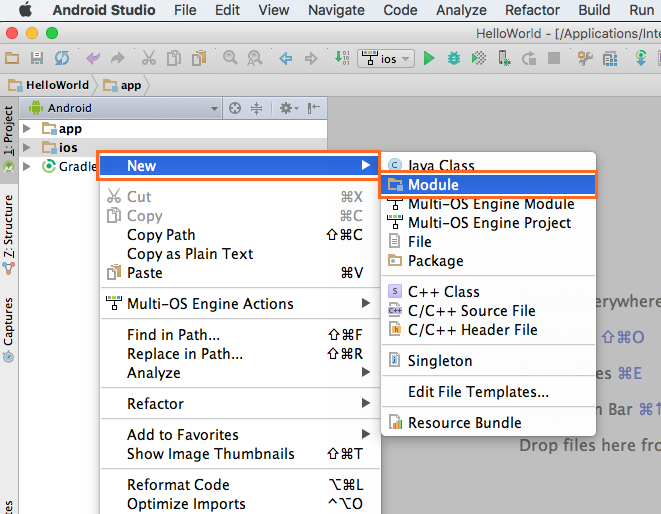 Android Studio File Edit View Navigate Code Analyze Refactor Build Run
HelloWorld - [/Applications/Inte
ios
HelloWorld app
1: Project
Android
app
ios
Gradle
Z: Structure
Captures
New
Cut ⌘X
Copy ⌘C
Copy Path ⇧⌘C
Copy as Plain Text
Paste ⌘V
Multi-OS Engine Actions
Find in Path... ⇧⌘F
Replace in Path... ⇧⌘R
Analyze
Refactor
Add to Favorites
Show Image Thumbnails ⇧⌘T
Reformat Code ⌥⌘L
Optimize Imports ^⌥O
Java Class
Module
Multi-OS Engine Module
Multi-OS Engine Project
File
Package
C++ Class
C/C++ Source File
C/C++ Header File
Singleton
Edit File Templates...
Resource Bundle
everywhere
⇧⌘O
es ⌘E
n Bar ⌘↑
Drop files here fro